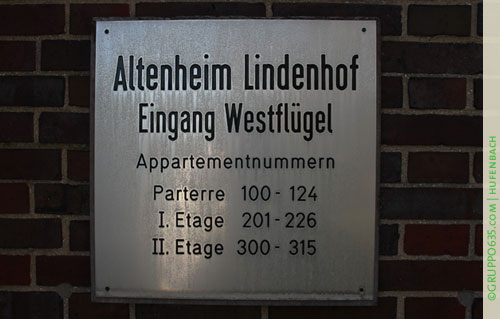 Altenheim Lindenhof
Eingang Westflügel
Appartementnummern
Parterre 100 - 124
I. Etage 201 - 226
II. Etage 300 - 315
©GRUPPO635.COM | HUFENBACH